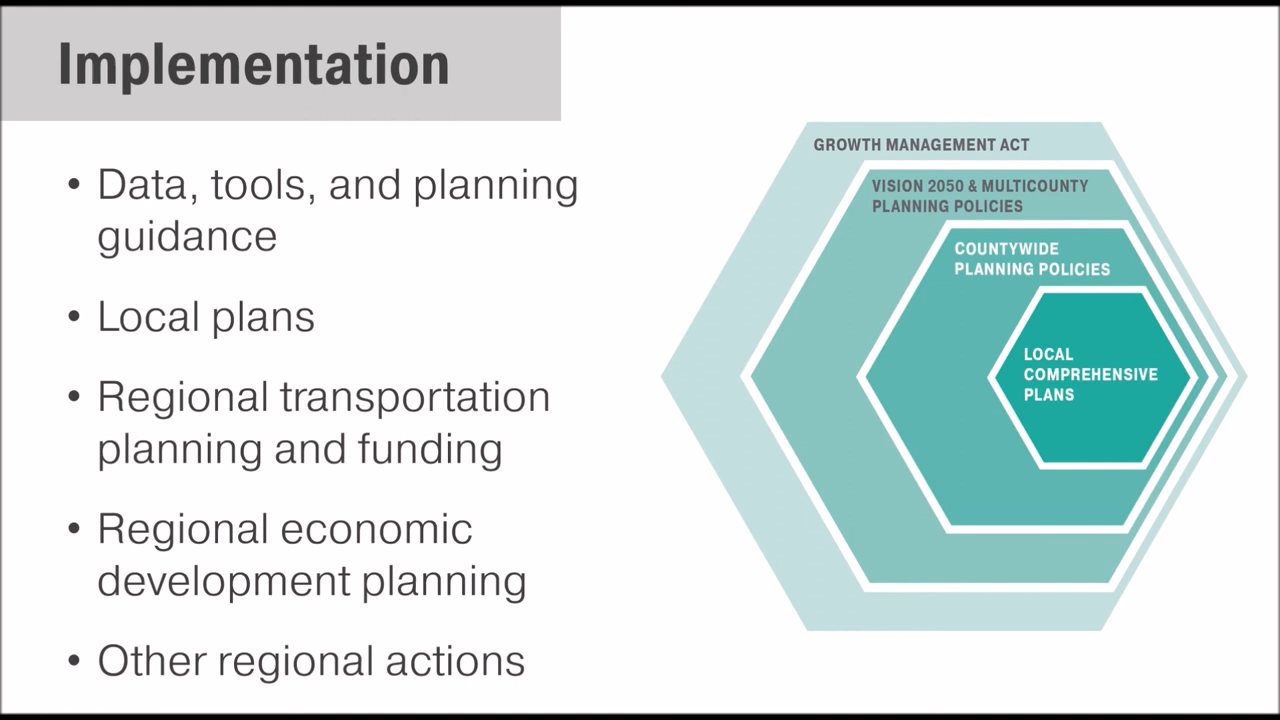 Implementation
• Data, tools, and planning
guidance
• Local plans
• Regional transportation
planning and funding
• Regional economic
development planning
• Other regional actions
GROWTH MANAGEMENT ACT
VISION 2050 & MULTICOUNTY
PLANNING POLICIES
COUNTYWIDE
PLANNING POLICIES
LOCAL
COMPREHENSIVE
PLANS